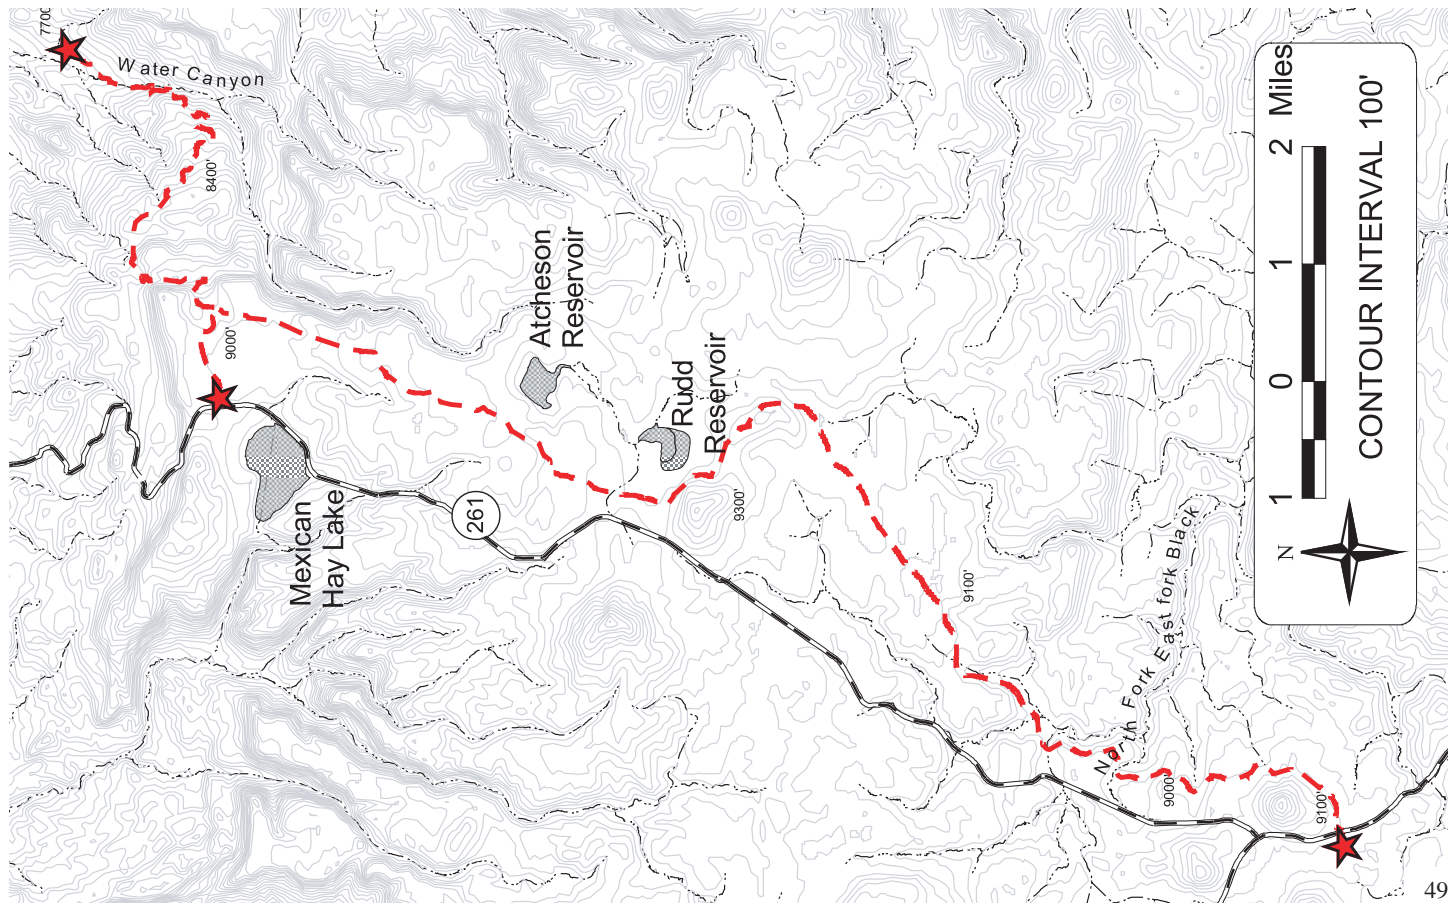 7700
Water Canyon
8400'
9000'
Atcheson
Reservoir
Rudd
Reservoir
Mexican
Hay Lake
261
9300'
9100'
North Fork East fork Black
9000'
9100'
1 0 1 2 Miles
CONTOUR INTERVAL 100'
N
49